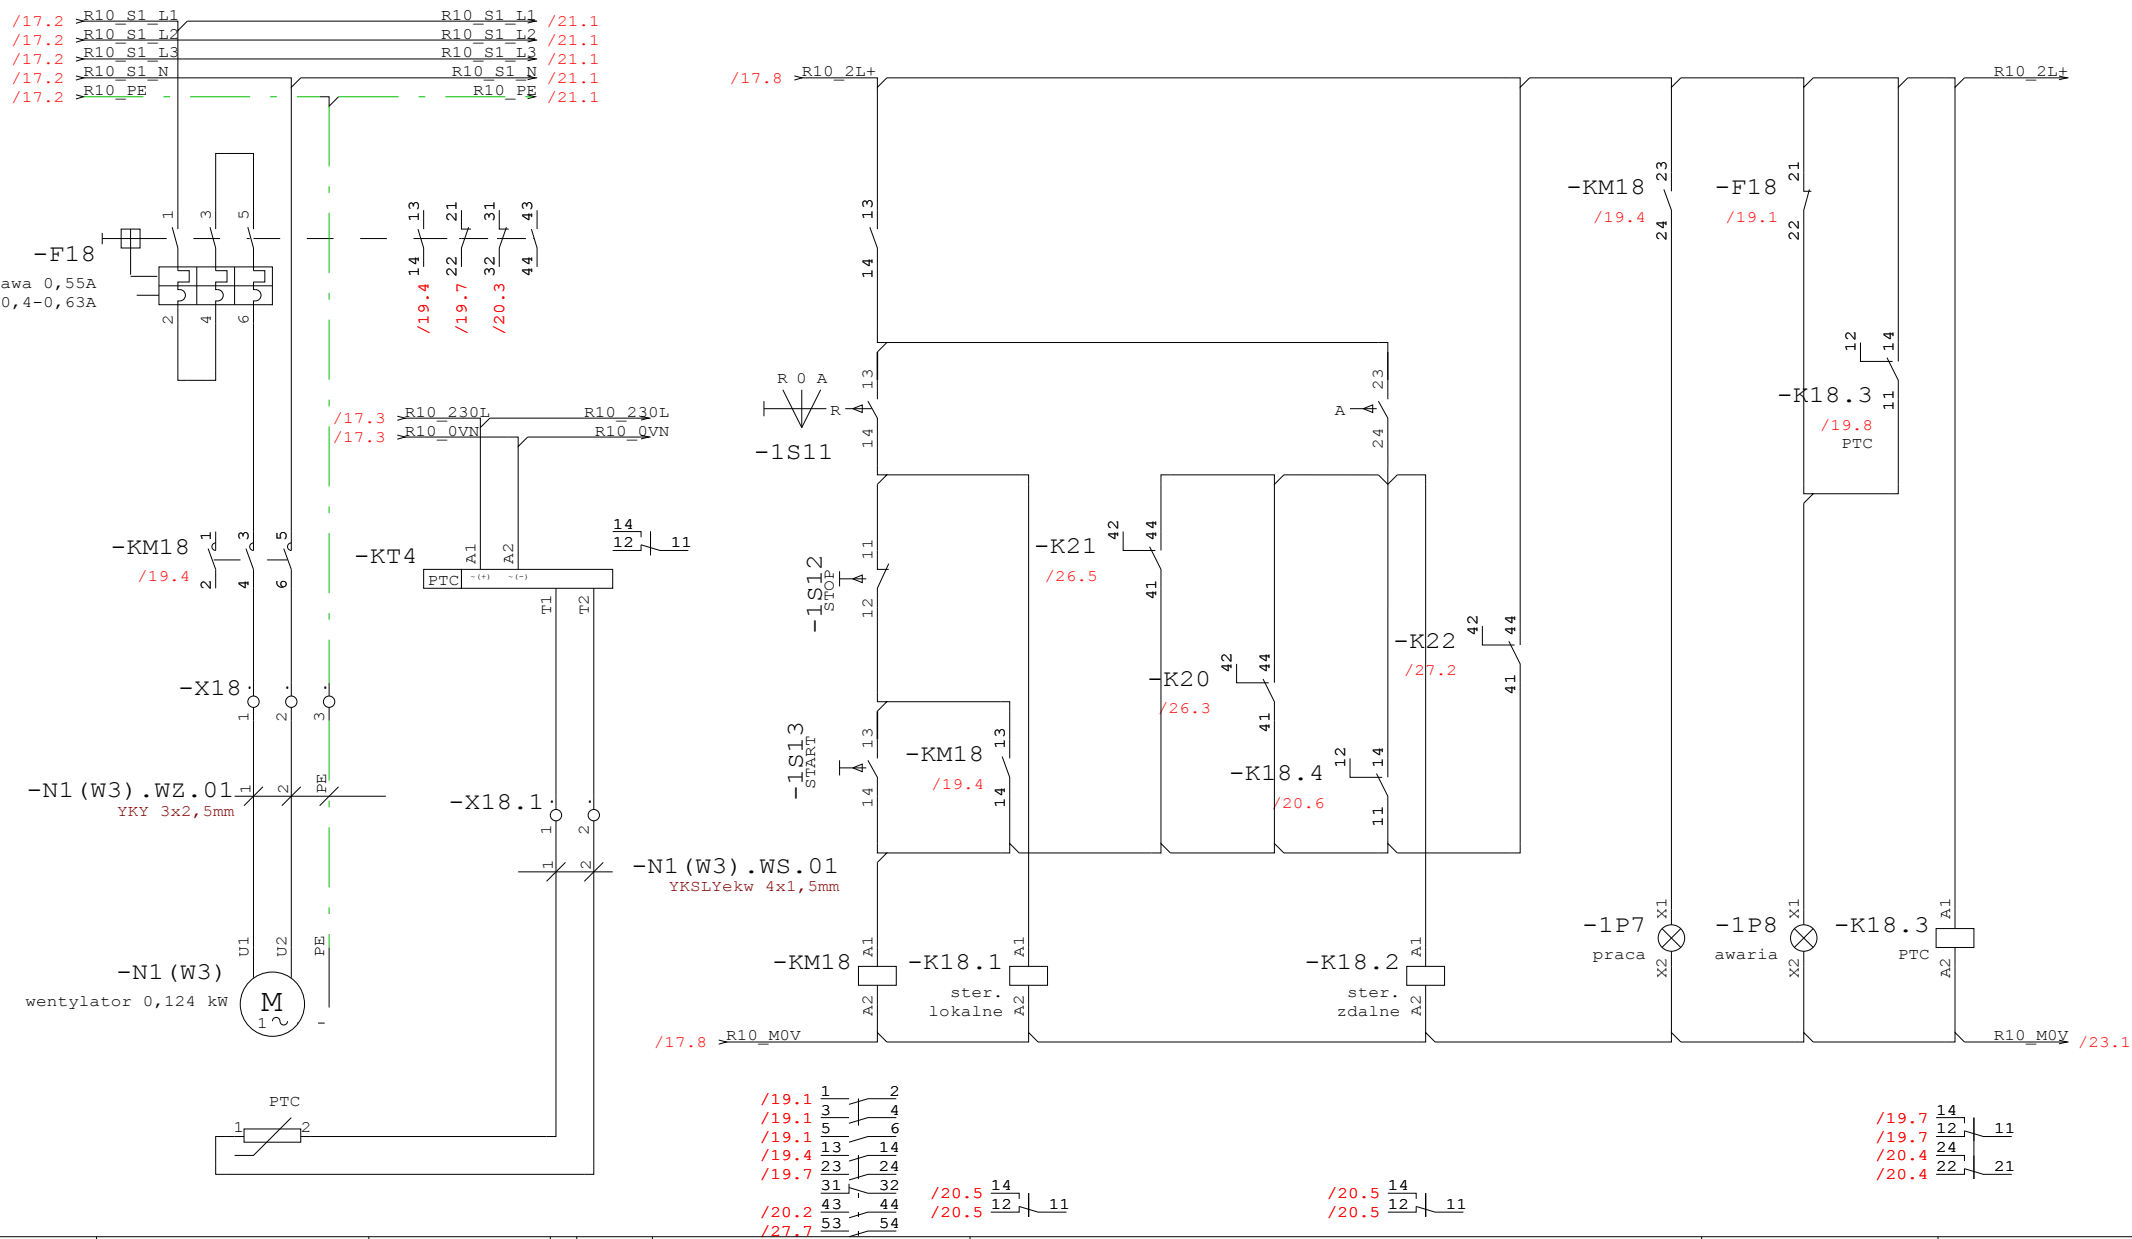 /17.2 R10_S1_L1 R10_S1_L1 /21.1
/17.2 R10_S1_L2 R10_S1_L2 /21.1
/17.2 R10_S1_L3 R10_S1_L3 /21.1
/17.2 R10_S1_N R10_S1_N /21.1
/17.2 R10_PE R10_PE /21.1
/17.8 R10_2L+ R10_2L+
1 3 5
-F18
awa 0,55A
0,4-0,63A
2 4 6
13 21 31 43
14 22 32 44
/19.4 /19.7 /20.3
13
14
-KM18 23
/19.4
24
-F18 21
/19.1
22
12 14
-K18.3 11
/19.8
PTC
R 0 A
R
13
14
-1S11
A
23
24
/17.3 R10_230L R10_230L
/17.3 R10_0VN R10_0VN
-KM18 1 3 5
/19.4
2 4 6
-KT4 A1 A2
PTC ~(+) ~(-)
T1 T2
14
12 11
-1S12
STOP
11
12
-K21 42 44
/26.5
41
-K20 42 44
/26.3
41
-K22 42 44
/27.2
41
-X18
1 2 3
-1S13
START
13
14
-KM18 13
/19.4
14
-K18.4 12 14
/20.6
11
-N1(W3).WZ.01 1 2 PE
YKY 3x2,5mm
-X18.1
1 2
1 2
-N1(W3).WS.01
YKSLYekw 4x1,5mm
U1 U2 PE
-N1(W3)
wentylator 0,124 kW
M
1
-
-KM18 A1
A2
-K18.1 A1
ster.
lokalne A2
-K18.2 A1
ster.
zdalne A2
-1P7 X1
praca
X2
-1P8 X1
awaria
X2
-K18.3 A1
PTC
A2
/17.8 R10_M0V R10_M0V /23.1
PTC
1 2
/19.1 1 2
/19.1 3 4
/19.1 5 6
/19.4 13 14
/19.7 23 24
31 32
/20.2 43 44
/27.7 53 54
/20.5 14
/20.5 12 11
/20.5 14
/20.5 12 11
/19.7 14
/19.7 12 11
/20.4 24
/20.4 22 21